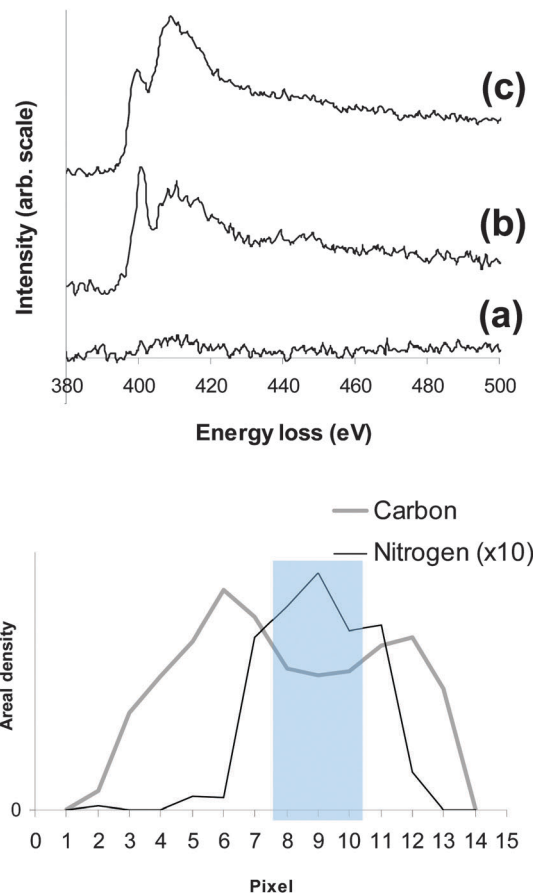 Intensity (arb. scale)
(c)
(b)
(a)
380 400 420 440 460 480 500
Energy loss (eV)
Carbon
Nitrogen (x10)
Areal density
0
0 1 2 3 4 5 6 7 8 9 10 11 12 13 14 15
Pixel